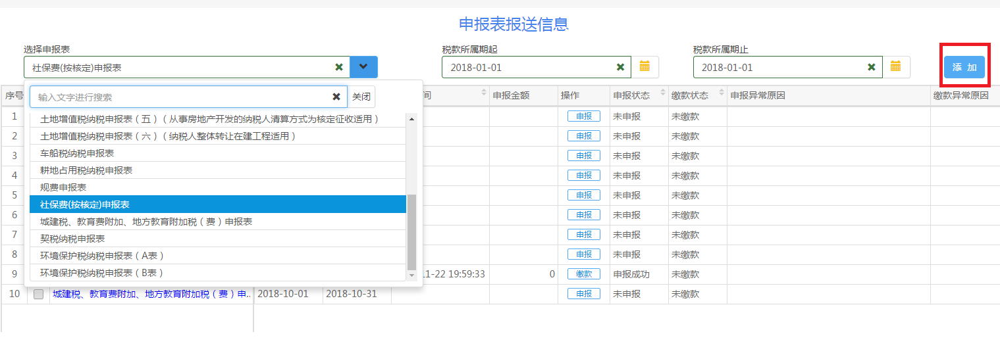 申报表报送信息
选择申报表 税款所属期起 税款所属期止
社保费(按核定)申报表 2018-01-01 2018-01-01 添 加
序号 间 申报金额 操作 申报状态 缴款状态 申报异常原因 缴款异常原因
输入文字进行搜索 关闭
土地增值税纳税申报表（五）（从事房地产开发的纳税人清算方式为核定征收适用）
土地增值税纳税申报表（六）（纳税人整体转让在建工程适用）
车船税纳税申报表
耕地占用税纳税申报表
规费申报表
社保费(按核定)申报表
城建税、教育费附加、地方教育附加税（费）申报表
契税纳税申报表
环境保护税纳税申报表（A表）
环境保护税纳税申报表（B表）
1 申报 未申报 未缴款
2 申报 未申报 未缴款
3 申报 未申报 未缴款
4 申报 未申报 未缴款
5 申报 未申报 未缴款
6 申报 未申报 未缴款
7 申报 未申报 未缴款
8 申报 未申报 未缴款
9 11-22 19:59:33 0 缴款 申报成功 未缴款
10 城建税、教育费附加、地方教育附加税（费）申.. 2018-10-01 2018-10-31 申报 未申报 未缴款